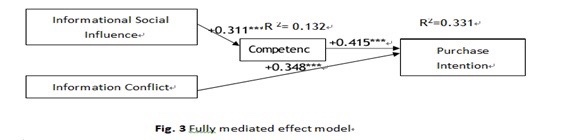 Informational Social
Influence↵
+0.311***
R ²= 0.132
Competenc
+0.415***
R²=0.331
Purchase
Intention↵
Information Conflict↵
+0.348***
Fig. 3 Fully mediated effect model↵